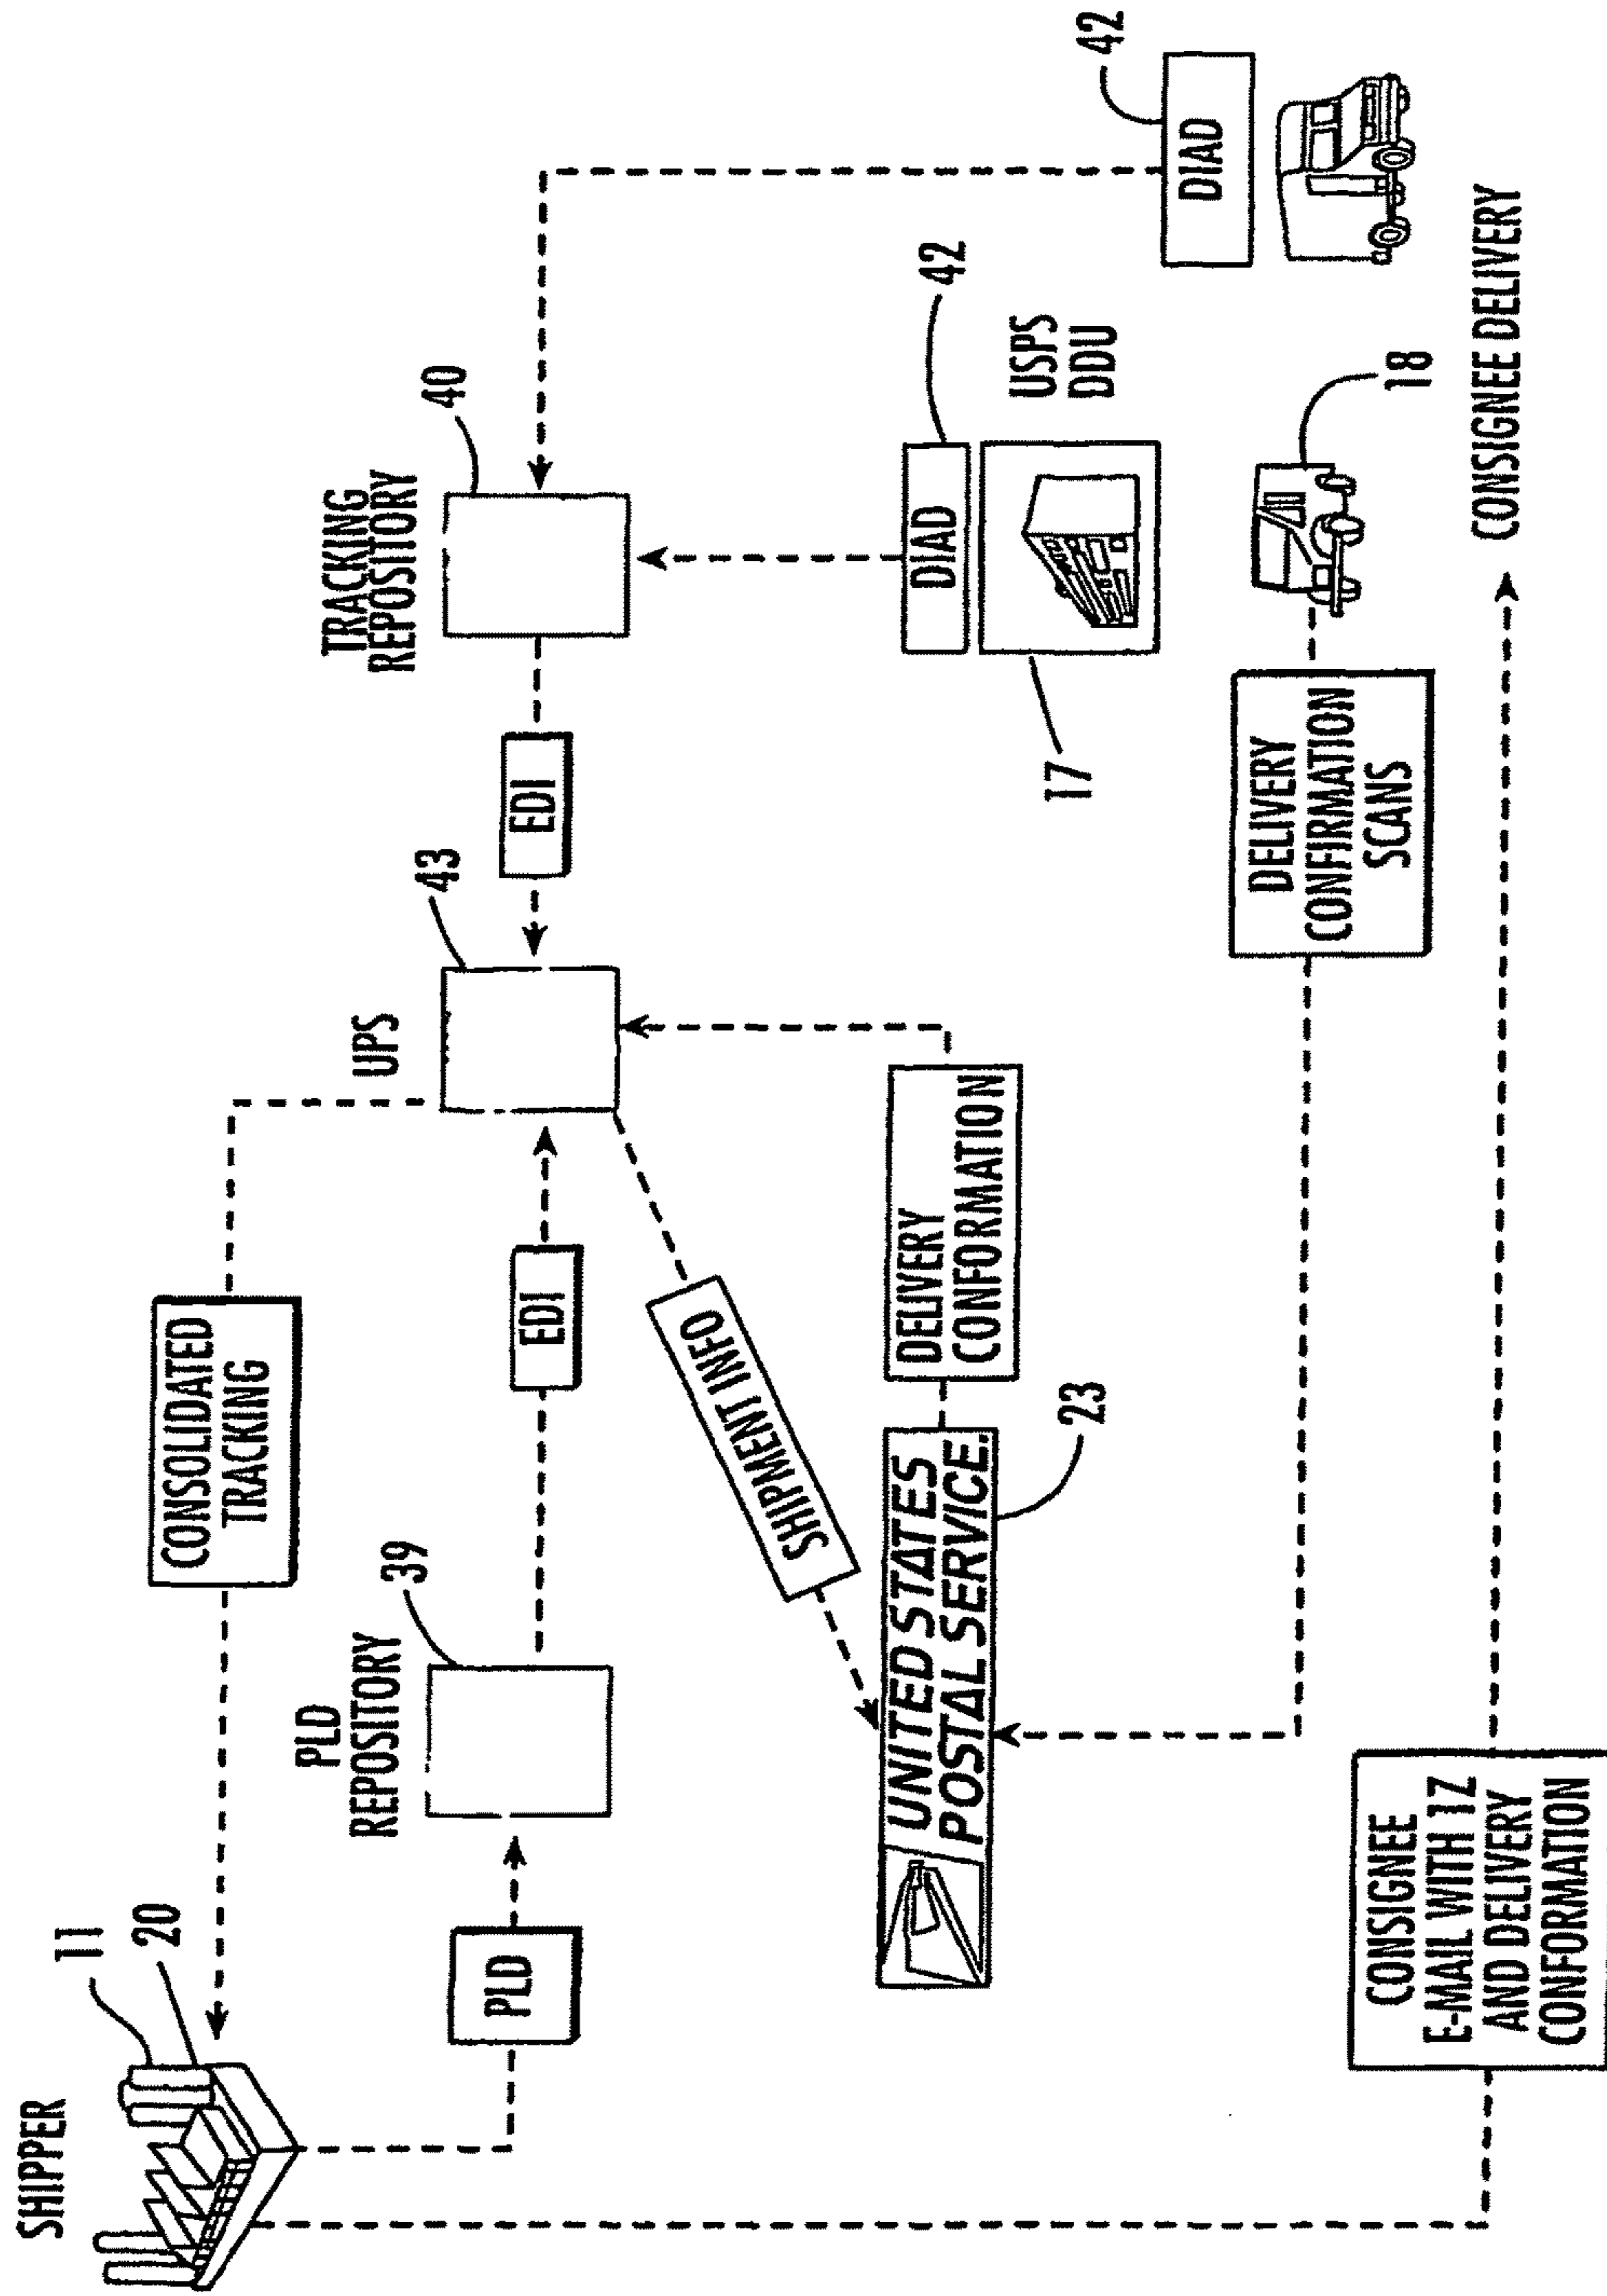 SHIPPER
11
20
CONSOLIDATED
TRACKING
PLD
REPOSITORY
39
PLD
EDI
UPS
43
EDI
TRACKING
REPOSITORY
40
SHIPMENT INFO
UNITED STATES
POSTAL SERVICE.
23
DELIVERY
CONFORMATION
DIAD
42
17
USPS
DDU
DIAD
42
DELIVERY
CONFIRMATION
SCANS
18
CONSIGNEE
E-MAIL WITH 1Z
AND DELIVERY
CONFORMATION
CONSIGNEE DELIVERY